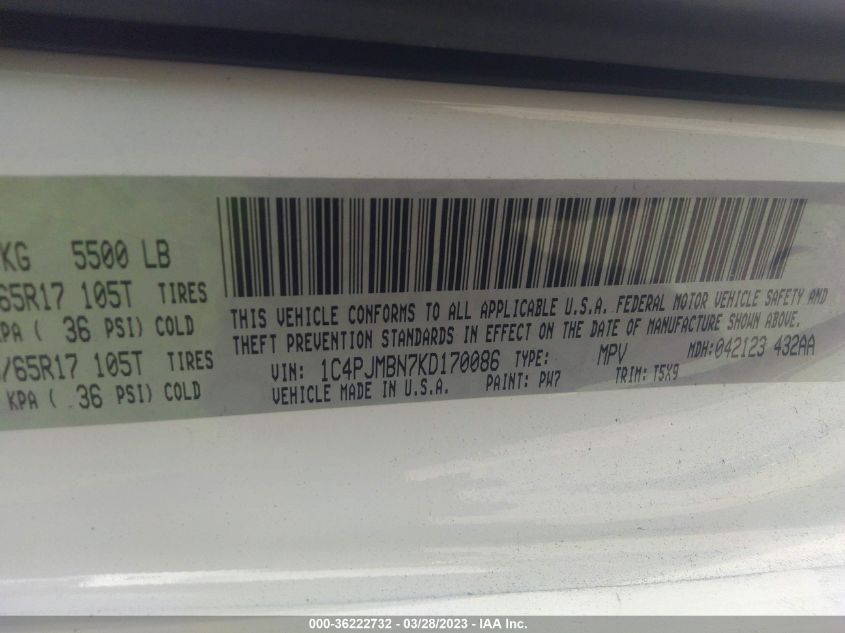 KG 5500 LB
65R17 105T TIRES
KPA ( 36 PSI) COLD
/65R17 105T TIRES
KPA ( 36 PSI) COLD
THIS VEHICLE CONFORMS TO ALL APPLICABLE U.S.A. FEDERAL MOTOR VEHICLE SAFETY AND
THEFT PREVENTION STANDARDS IN EFFECT ON THE DATE OF MANUFACTURE SHOWN ABOVE.
VIN: 1C4PJMBN7KD170086 TYPE: MPV MDH:042123 432AA
VEHICLE MADE IN U.S.A. PAINT: PW7 TRIM: T5X9
000-36222732 - 03/28/2023 - IAA Inc.